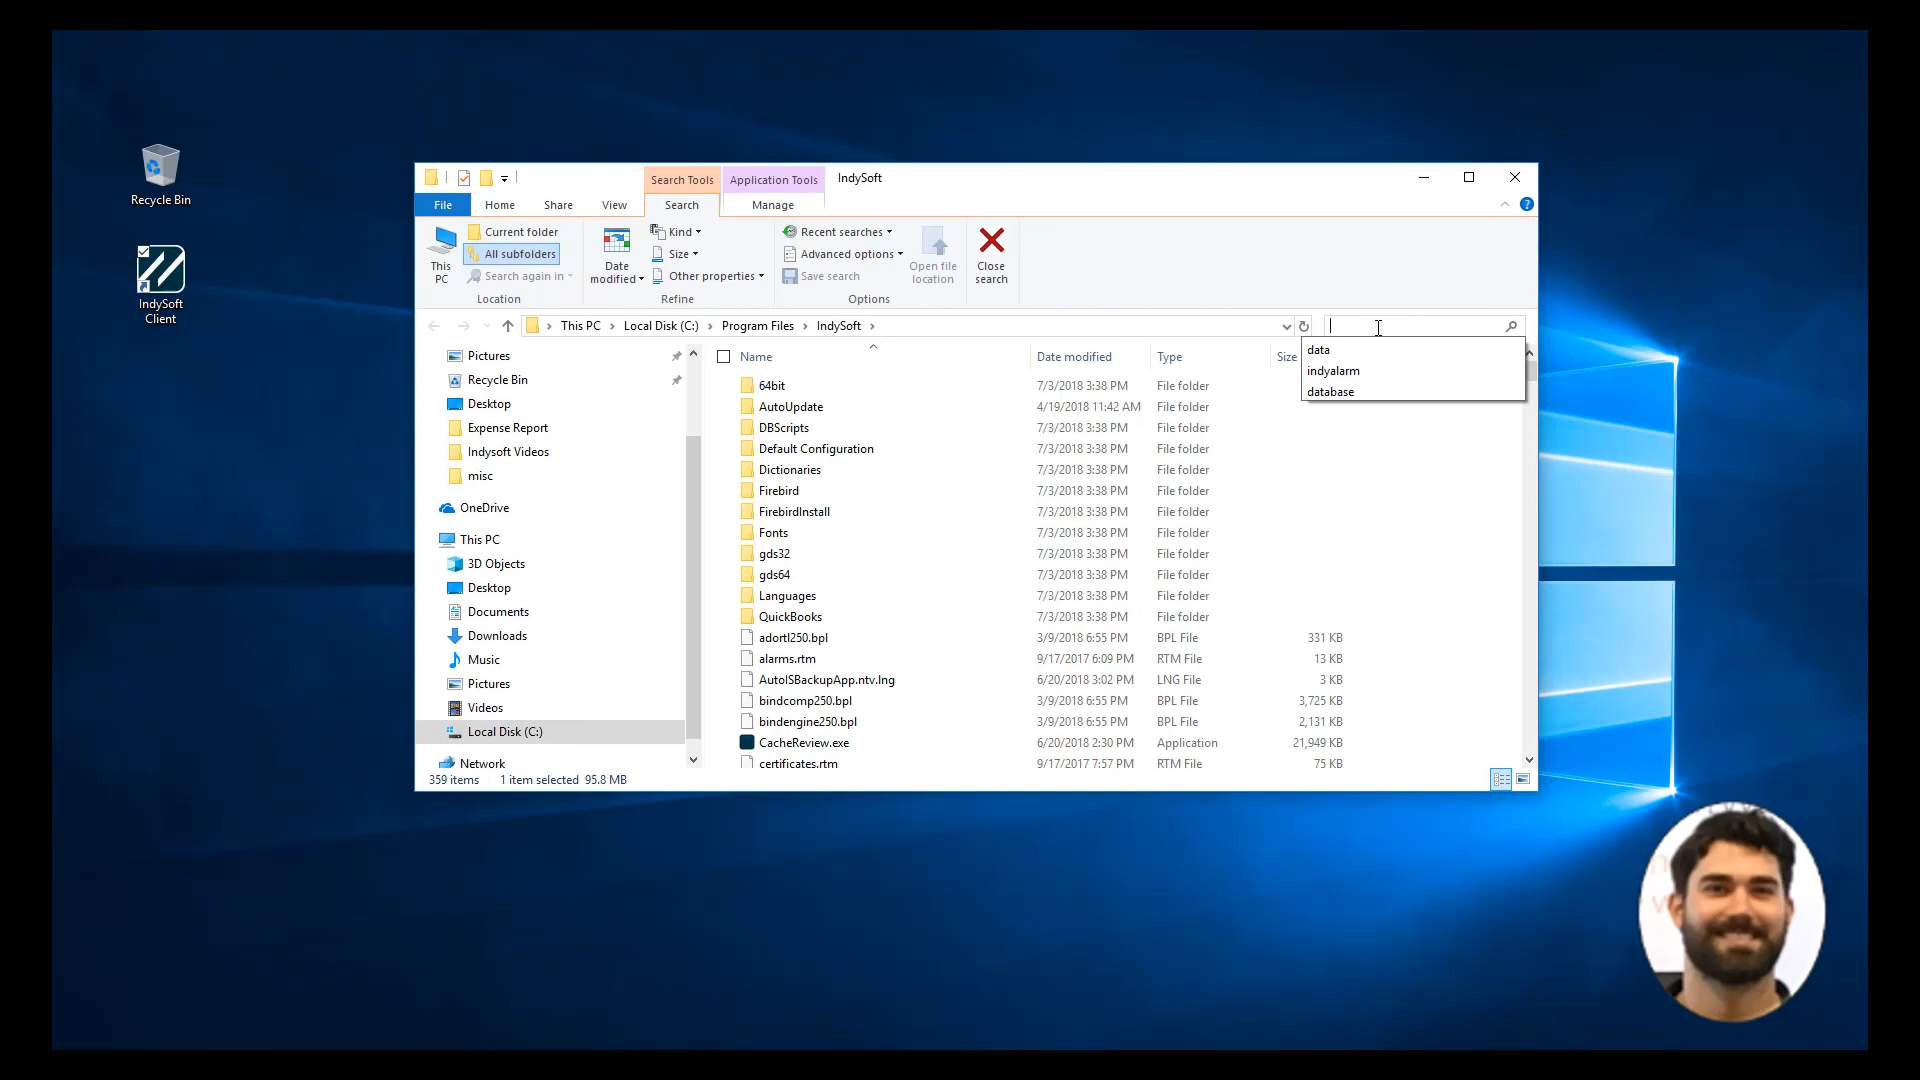 Recycle Bin
IndySoft
Client
Search Tools
Application Tools
IndySoft
File
Home
Share
View
Search
Manage
This
PC
Current folder
All subfolders
Search again in
Location
Date
modified
Kind
Size
Other properties
Refine
Recent searches
Advanced options
Save search
Options
Open file
location
Close
search
This PC
Local Disk (C:)
Program Files
IndySoft
data
indyalarm
database
Pictures
Recycle Bin
Desktop
Expense Report
Indysoft Videos
misc
OneDrive
This PC
3D Objects
Desktop
Documents
Downloads
Music
Pictures
Videos
Local Disk (C:)
Network
Name Date modified Type Size
64bit 7/3/2018 3:38 PM File folder
AutoUpdate 4/19/2018 11:42 AM File folder
DBScripts 7/3/2018 3:38 PM File folder
Default Configuration 7/3/2018 3:38 PM File folder
Dictionaries 7/3/2018 3:38 PM File folder
Firebird 7/3/2018 3:38 PM File folder
FirebirdInstall 7/3/2018 3:38 PM File folder
Fonts 7/3/2018 3:38 PM File folder
gds32 7/3/2018 3:38 PM File folder
gds64 7/3/2018 3:38 PM File folder
Languages 7/3/2018 3:38 PM File folder
QuickBooks 7/3/2018 3:38 PM File folder
adortl250.bpl 3/9/2018 6:55 PM BPL File 331 KB
alarms.rtm 9/17/2017 6:09 PM RTM File 13 KB
AutoISBackupApp.ntv.lng 6/20/2018 3:02 PM LNG File 3 KB
bindcomp250.bpl 3/9/2018 6:55 PM BPL File 3,725 KB
bindengine250.bpl 3/9/2018 6:55 PM BPL File 2,131 KB
CacheReview.exe 6/20/2018 2:30 PM Application 21,949 KB
certificates.rtm 9/17/2017 7:57 PM RTM File 75 KB
359 items 1 item selected 95.8 MB